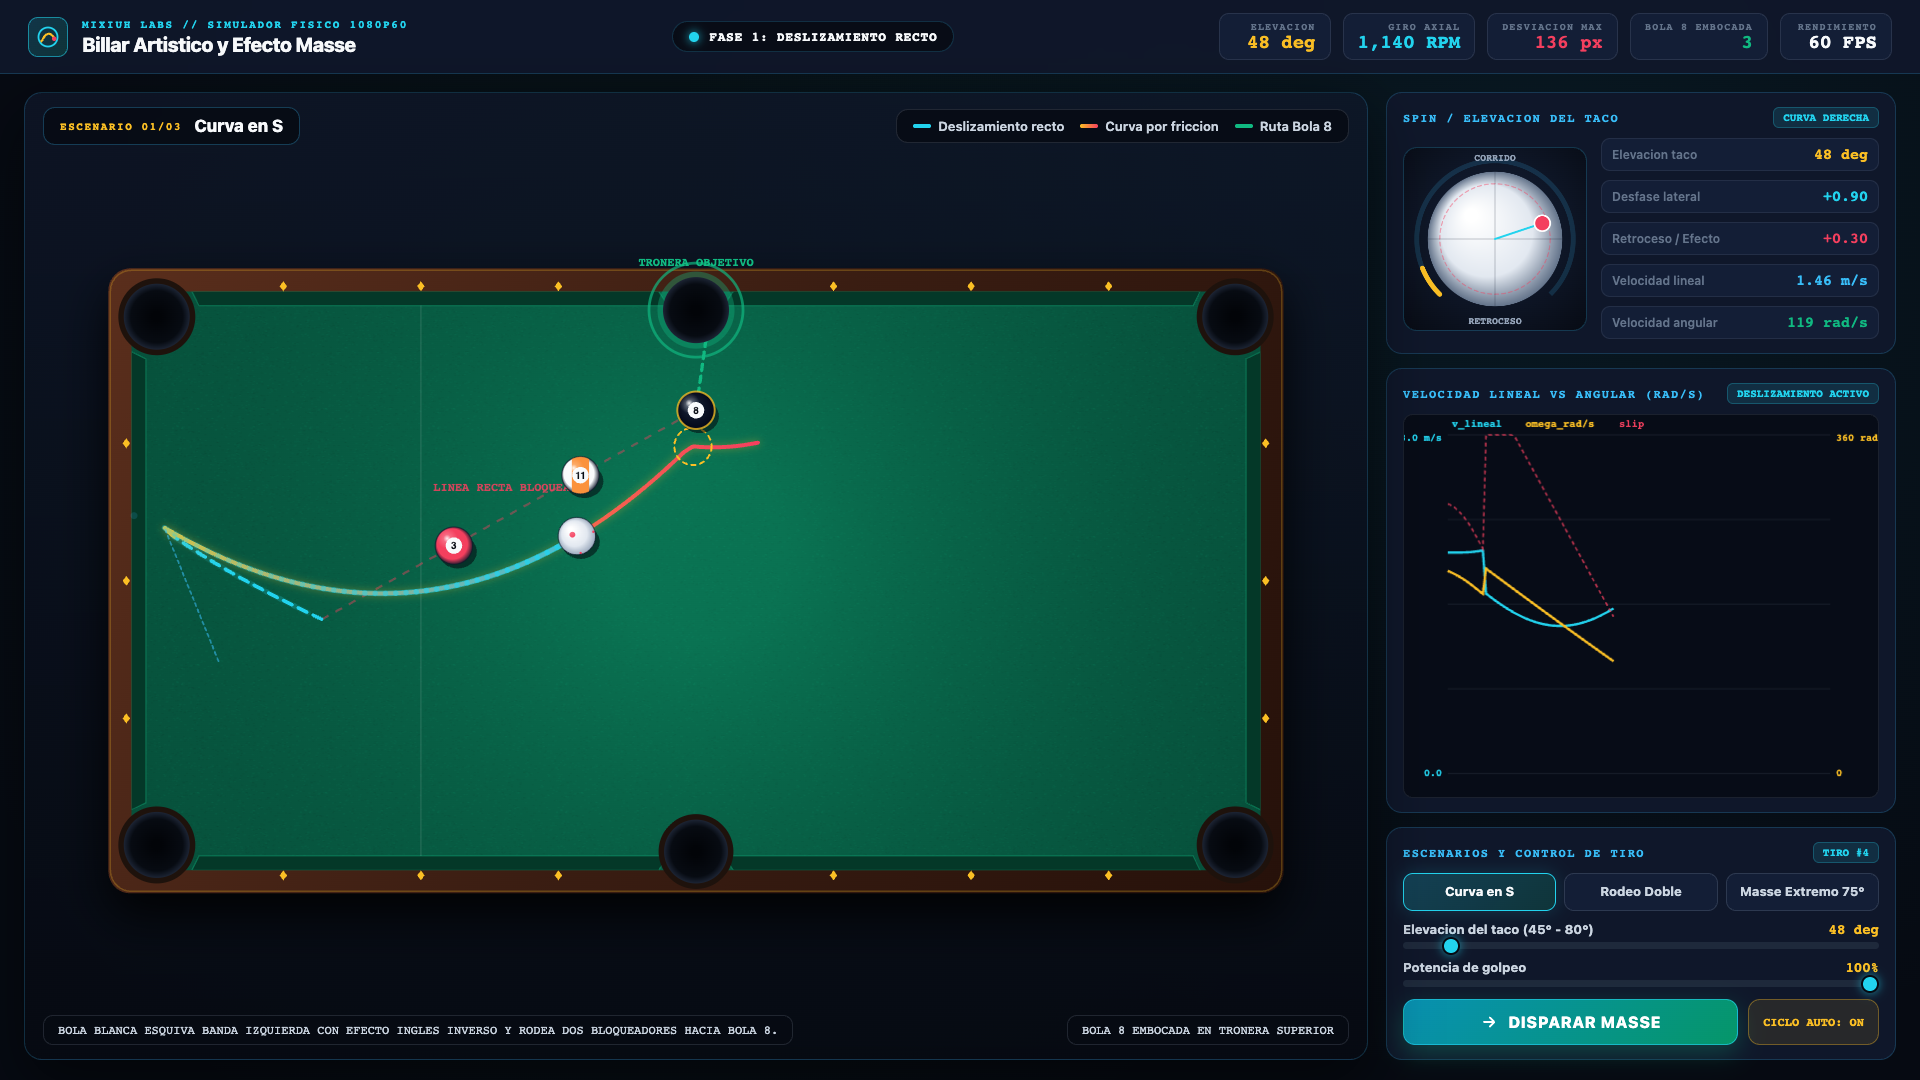 MIXIUH LABS // SIMULADOR FISICO 1080P60
Billar Artistico y Efecto Masse
FASE 1: DESLIZAMIENTO RECTO
ELEVACION
48 deg
GIRO AXIAL
1,140 RPM
DESVIACION MAX
136 px
BOLA 8 EMBOCADA
3
RENDIMIENTO
60 FPS
ESCENARIO 01/03 Curva en S
Deslizamiento recto
Curva por friccion
Ruta Bola 8
TRONERA OBJETIVO
8
11
LINEA RECTA BLOQUE
3
BOLA BLANCA ESQUIVA BANDA IZQUIERDA CON EFECTO INGLES INVERSO Y RODEA DOS BLOQUEADORES HACIA BOLA 8.
BOLA 8 EMBOCADA EN TRONERA SUPERIOR
SPIN / ELEVACION DEL TACO
CURVA DERECHA
CORRIDO
RETROCESO
Elevacion taco 48 deg
Desfase lateral +0.90
Retroceso / Efecto +0.30
Velocidad lineal 1.46 m/s
Velocidad angular 119 rad/s
VELOCIDAD LINEAL VS ANGULAR (RAD/S)
DESLIZAMIENTO ACTIVO
v_lineal omega_rad/s slip
.0 m/s
360 rad
0.0
0
ESCENARIOS Y CONTROL DE TIRO
TIRO #4
Curva en S
Rodeo Doble
Masse Extremo 75°
Elevacion del taco (45° - 80°) 48 deg
Potencia de golpeo 100%
→ DISPARAR MASSE
CICLO AUTO: ON